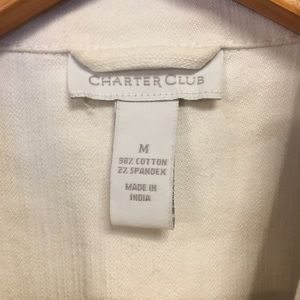 CHARTER CLUB
M
98% COTTON
2% SPANDEX
MADE IN
INDIA